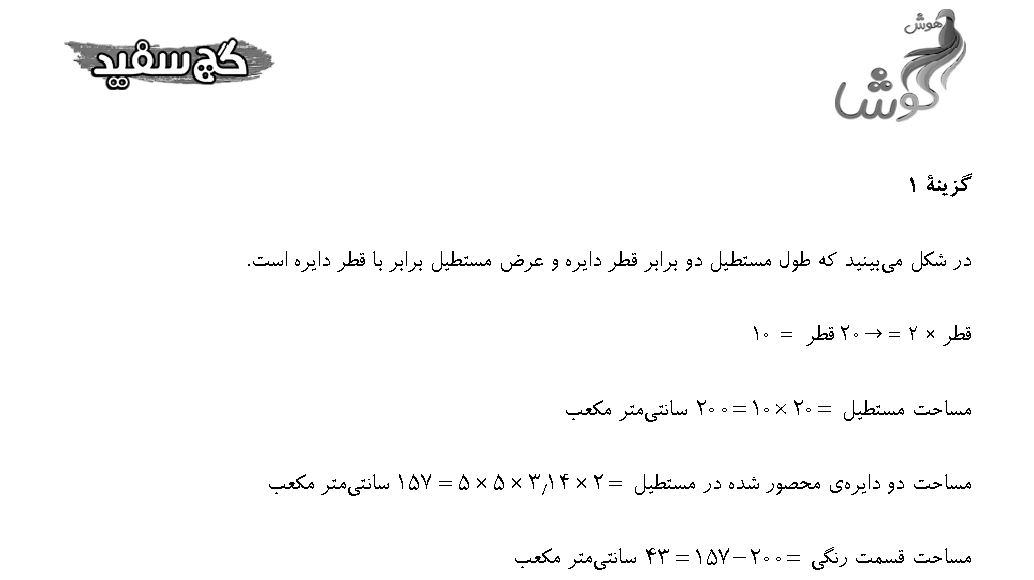 هوش
گوشا
گچ سفید
گزینهٔ ۱
در شکل می‌بینید که طول مستطیل دو برابر قطر دایره و عرض مستطیل برابر با قطر دایره است.
قطر × ۲ = ۲۰ → قطر = ۱۰
مساحت مستطیل = ۲۰ × ۱۰ = ۲۰۰ سانتی‌متر مکعب
مساحت دو دایره‌ی محصور شده در مستطیل = ۲ × ۳٫۱۴ × ۵ × ۵ = ۱۵۷ سانتی‌متر مکعب
مساحت قسمت رنگی = ۲۰۰ − ۱۵۷ = ۴۳ سانتی‌متر مکعب